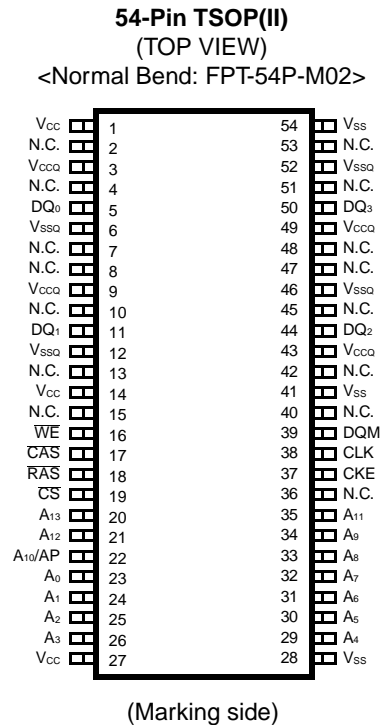 54-Pin TSOP(II)
(TOP VIEW)
<Normal Bend: FPT-54P-M02>
VCC 1 54 VSS
N.C. 2 53 N.C.
VCCQ 3 52 VSSQ
N.C. 4 51 N.C.
DQ0 5 50 DQ3
VSSQ 6 49 VCCQ
N.C. 7 48 N.C.
N.C. 8 47 N.C.
VCCQ 9 46 VSSQ
N.C. 10 45 N.C.
DQ1 11 44 DQ2
VSSQ 12 43 VCCQ
N.C. 13 42 N.C.
VCC 14 41 VSS
N.C. 15 40 N.C.
WE 16 39 DQM
CAS 17 38 CLK
RAS 18 37 CKE
CS 19 36 N.C.
A13 20 35 A11
A12 21 34 A9
A10/AP 22 33 A8
A0 23 32 A7
A1 24 31 A6
A2 25 30 A5
A3 26 29 A4
VCC 27 28 VSS
(Marking side)